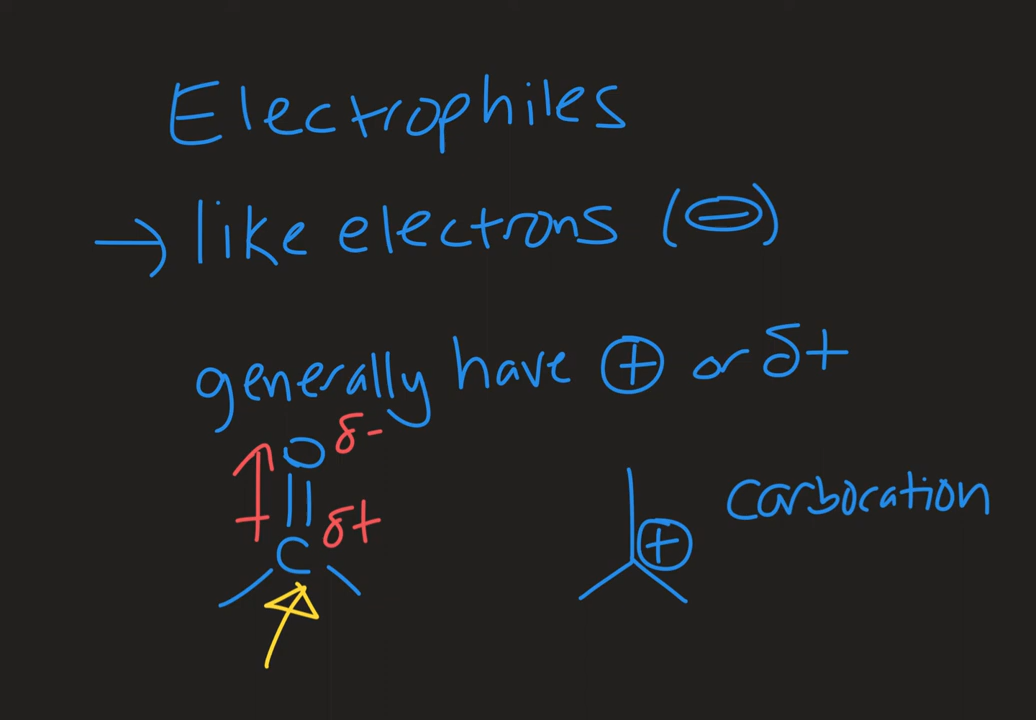 Electrophiles
→ like electrons (⊖)
generally have ⊕ or δ+
O δ-
C δ+
⊕ carbocation